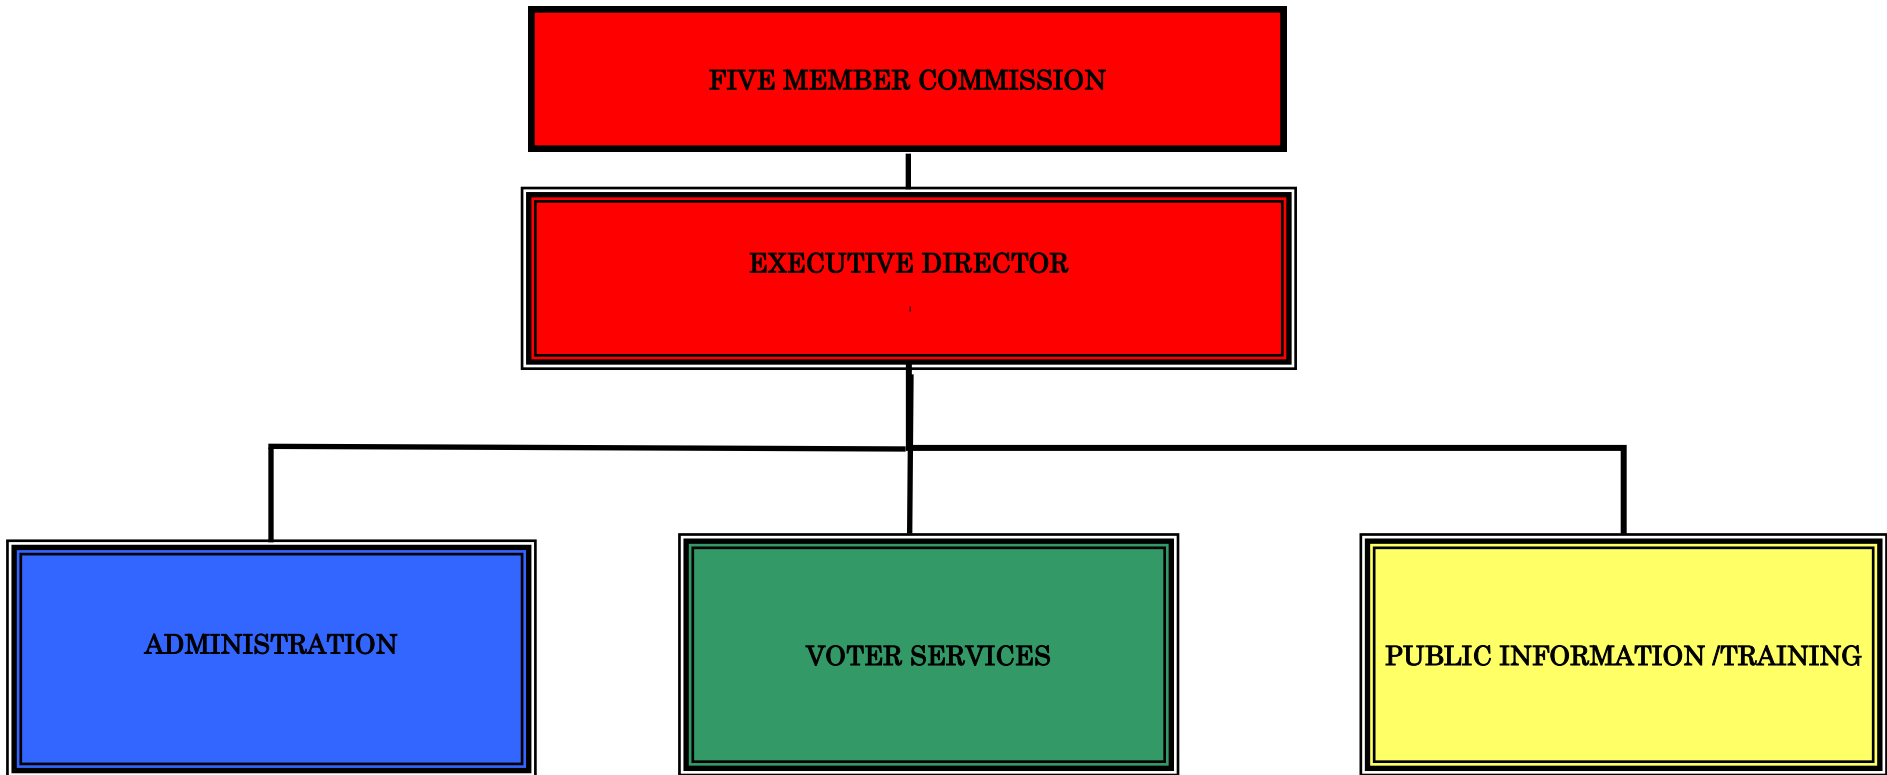 FIVE MEMBER COMMISSION
EXECUTIVE DIRECTOR
ADMINISTRATION
VOTER SERVICES
PUBLIC INFORMATION /TRAINING